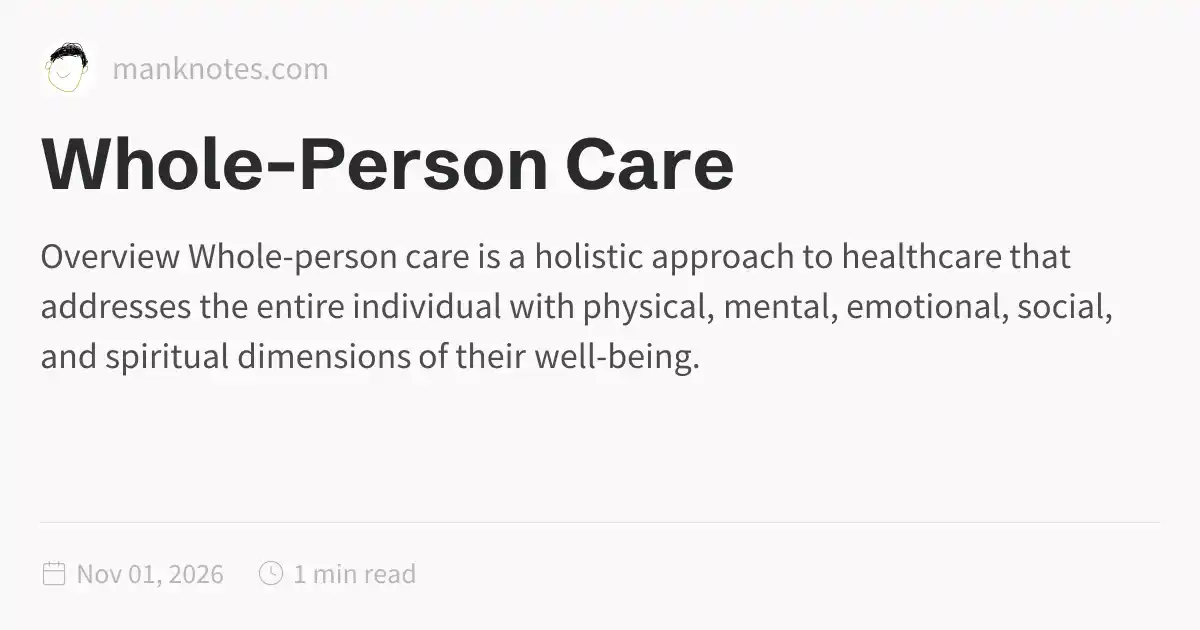 manknotes.com
Whole-Person Care
Overview Whole-person care is a holistic approach to healthcare that
addresses the entire individual with physical, mental, emotional, social,
and spiritual dimensions of their well-being.
Nov 01, 2026 1 min read